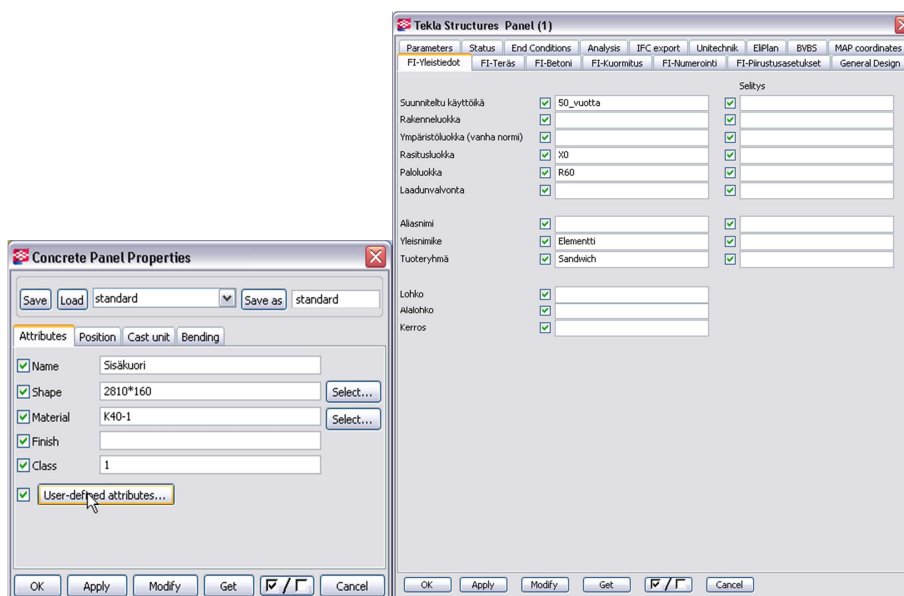 Tekla Structures Panel (1)
Parameters Status End Conditions Analysis IFC export Unitechnik EliPlan BVBS MAP coordinates
FI-Yleistiedot FI-Teräs FI-Betoni FI-Kuormitus FI-Numerointi FI-Piirustusasetukset General Design
Selitys
Suunniteltu käyttöikä 50_vuotta
Rakenneluokka
Ympäristöluokka (vanha normi)
Rasitusluokka X0
Paloluokka R60
Laadunvalvonta
Aliasnimi
Yleisnimike Elementti
Tuoteryhmä Sandwich
Lohko
Alalohko
Kerros
OK Apply Modify Get / Cancel
Concrete Panel Properties
Save Load standard Save as standard
Attributes Position Cast unit Bending
Name Sisäkuori
Shape 2810*160 Select...
Material K40-1 Select...
Finish
Class 1
User-defined attributes...
OK Apply Modify Get / Cancel